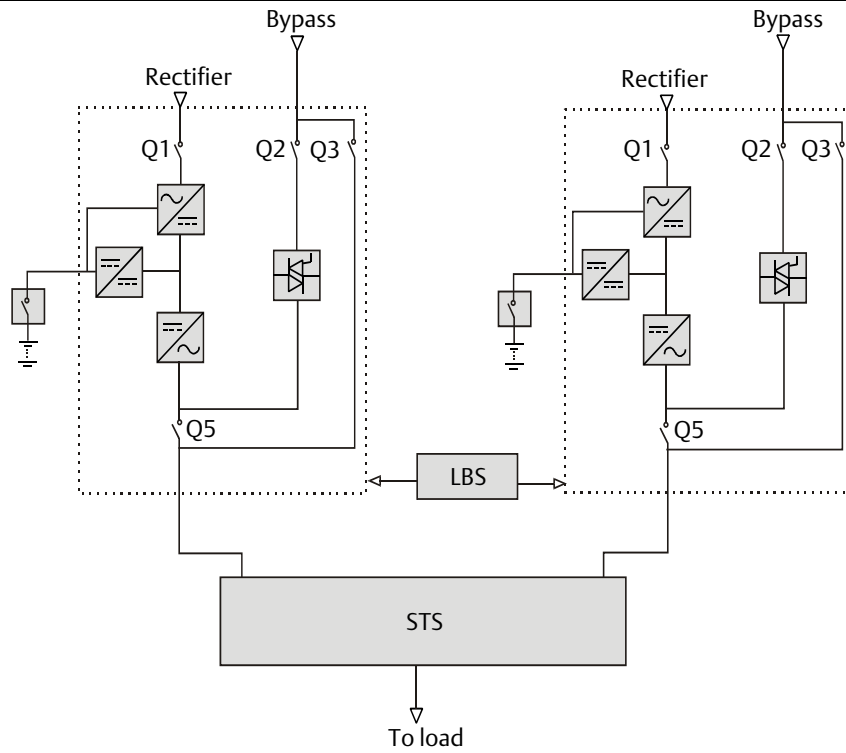 Bypass
Bypass
Rectifier
Rectifier
Q1
Q2
Q3
Q1
Q2
Q3
Q5
Q5
LBS
STS
To load